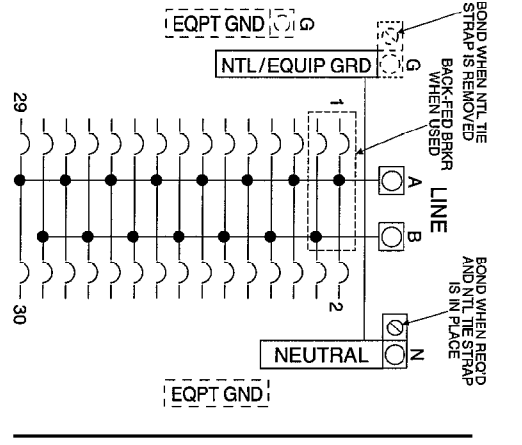 EQPT GND
G
NTL/EQUIP GRD
G
BOND WHEN NTL TIE
STRAP IS REMOVED
BACK-FED BRKR
WHEN USED
29
1
A
LINE
B
30
2
BOND WHEN REQ'D
AND NTL TIE STRAP
IS IN PLACE
N
NEUTRAL
EQPT GND